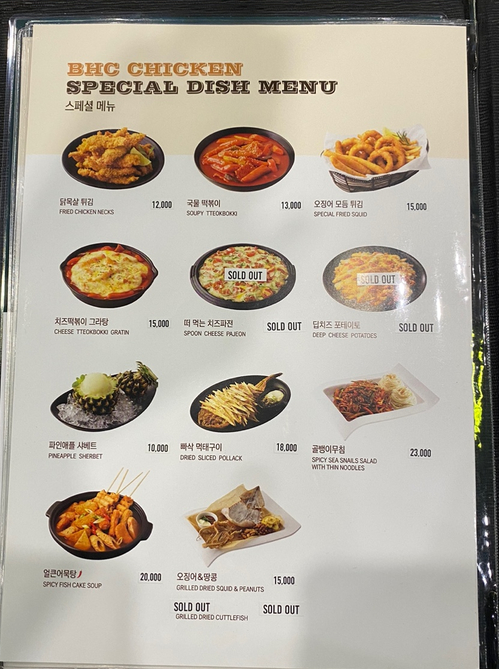 BHC CHICKEN
SPECIAL DISH MENU
스페셜 메뉴
닭목살 튀김 12,000
FRIED CHICKEN NECKS
국물 떡볶이 13,000
SOUPY TTEOKBOKKI
오징어 모듬 튀김 15,000
SPECIAL FRIED SQUID
치즈떡볶이 그라탕 15,000
CHEESE TTEOKBOKKI GRATIN
SOLD OUT
떠 먹는 치즈파전 SOLD OUT
SPOON CHEESE PAJEON
SOLD OUT
딥치즈 포테이토 SOLD OUT
DEEP CHEESE POTATOES
파인애플 샤베트 10,000
PINEAPPLE SHERBET
빠삭 먹태구이 18,000
DRIED SLICED POLLACK
골뱅이무침 23,000
SPICY SEA SNAILS SALAD
WITH THIN NOODLES
얼큰어묵탕 20,000
SPICY FISH CAKE SOUP
오징어&땅콩 15,000
GRILLED DRIED SQUID & PEANUTS
SOLD OUT SOLD OUT
GRILLED DRIED CUTTLEFISH